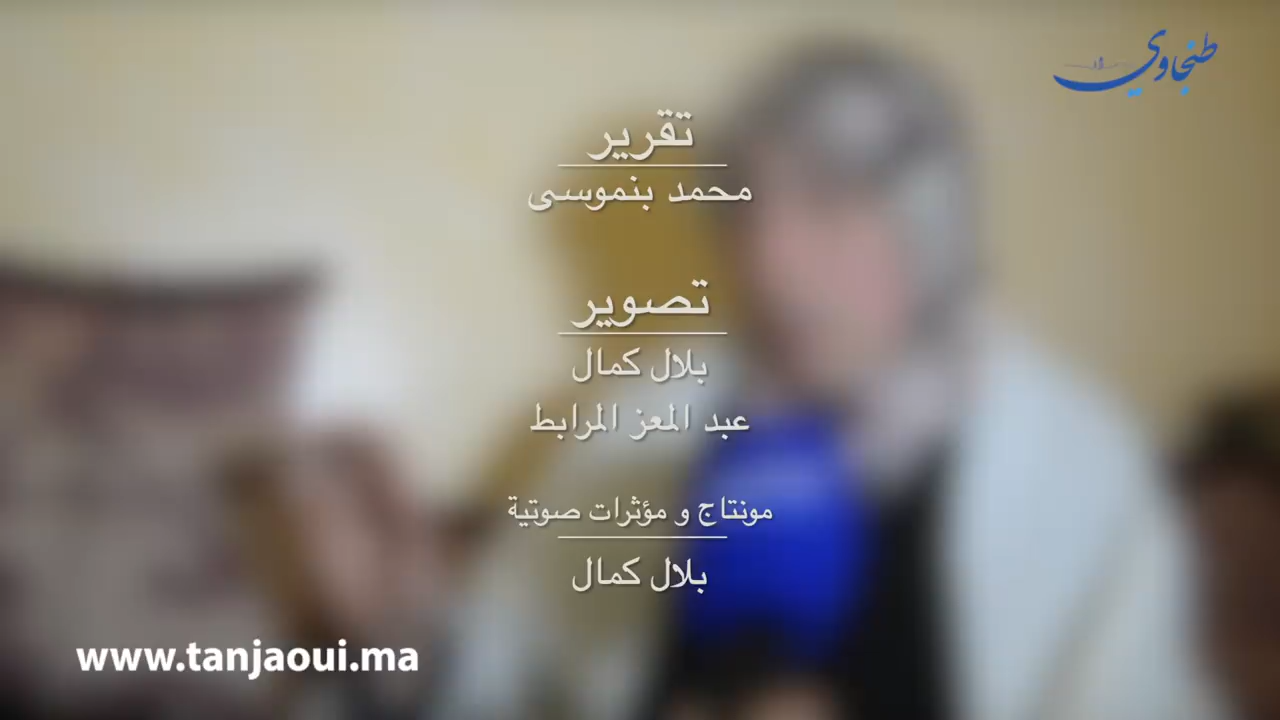 طنجاوي
تقرير
محمد بنموسى
تصوير
بلال كمال
عبد المعز المرابط
مونتاج و مؤثرات صوتية
بلال كمال
www.tanjaoui.ma